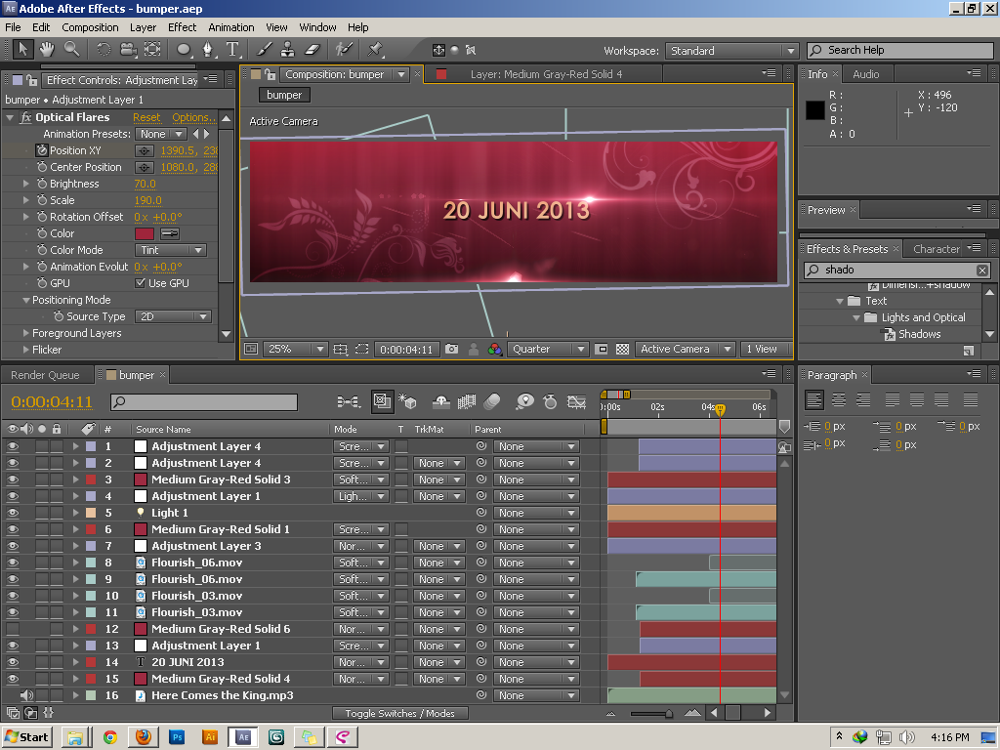 Adobe After Effects - bumper.aep
File Edit Composition Layer Effect Animation View Window Help
Workspace: Standard Search Help
Effect Controls: Adjustment Lay
bumper • Adjustment Layer 1
fx Optical Flares Reset Options..
Animation Presets: None
Position XY 1390.5, 230
Center Position 1080.0, 280
Brightness 70.0
Scale 190.0
Rotation Offset 0x +0.0°
Color
Color Mode Tint
Animation Evolut 0x +0.0°
GPU Use GPU
Positioning Mode
Source Type 2D
Foreground Layers
Flicker
Composition: bumper Layer: Medium Gray-Red Solid 4
bumper
Active Camera
20 JUNI 2013
25% 0:00:04:11 Quarter Active Camera 1 View
Info Audio
R :
G :
B :
A : 0
X : 496
Y : -120
Preview
Effects & Presets Character
shado
Text
Lights and Optical
Shadows
Paragraph
0 px 0 px 0 px
0 px 0 px
Render Queue bumper
0:00:04:11
02s 04s 06s
# Source Name Mode T TrkMat Parent
1 Adjustment Layer 4 Scre... None
2 Adjustment Layer 4 Scre... None None
3 Medium Gray-Red Solid 3 Soft... None None
4 Adjustment Layer 1 Ligh... None None
5 Light 1 None
6 Medium Gray-Red Solid 1 Scre... None
7 Adjustment Layer 3 Nor... None None
8 Flourish_06.mov Soft... None None
9 Flourish_06.mov Soft... None None
10 Flourish_03.mov Soft... None None
11 Flourish_03.mov Soft... None None
12 Medium Gray-Red Solid 6 Nor... None None
13 Adjustment Layer 1 Scre... None None
14 T 20 JUNI 2013 Nor... None None
15 Medium Gray-Red Solid 4 Nor... None None
16 Here Comes the King.mp3 None
Toggle Switches / Modes
Start Ps Ai AE 4:16 PM